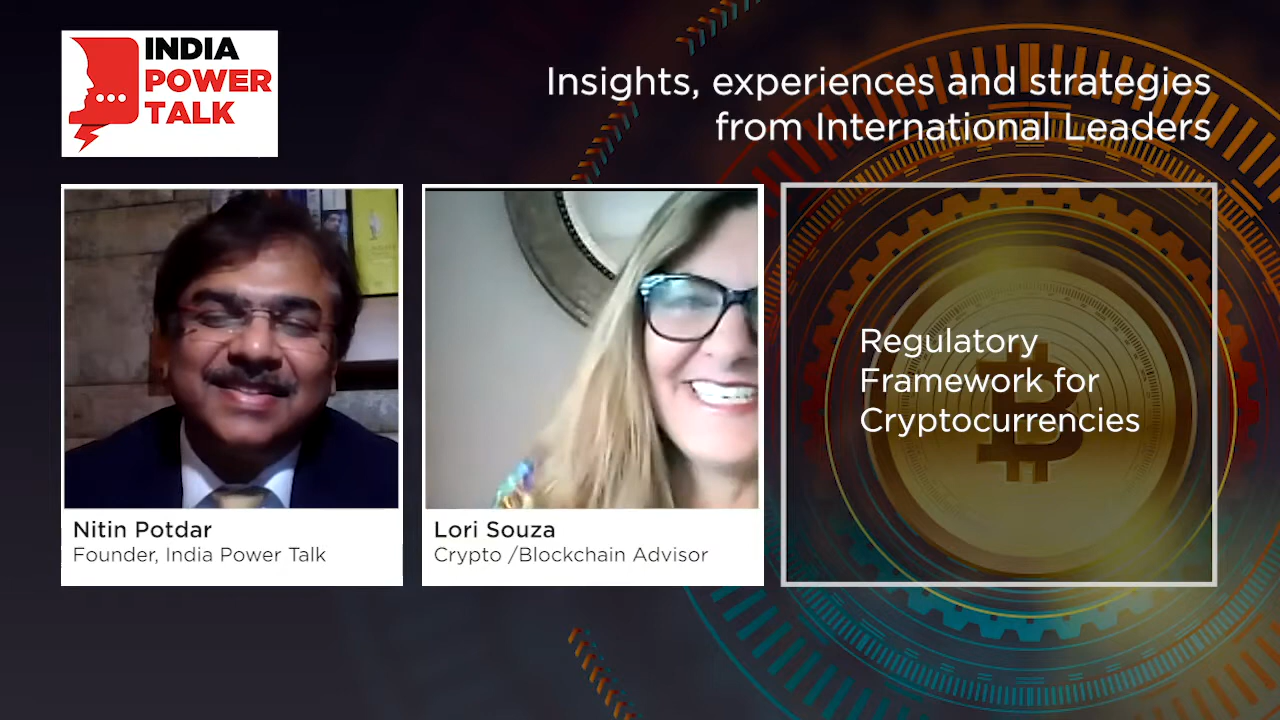 INDIA
POWER
TALK
Insights, experiences and strategies
from International Leaders
Regulatory
Framework for
Cryptocurrencies
Nitin Potdar
Founder, India Power Talk
Lori Souza
Crypto /Blockchain Advisor